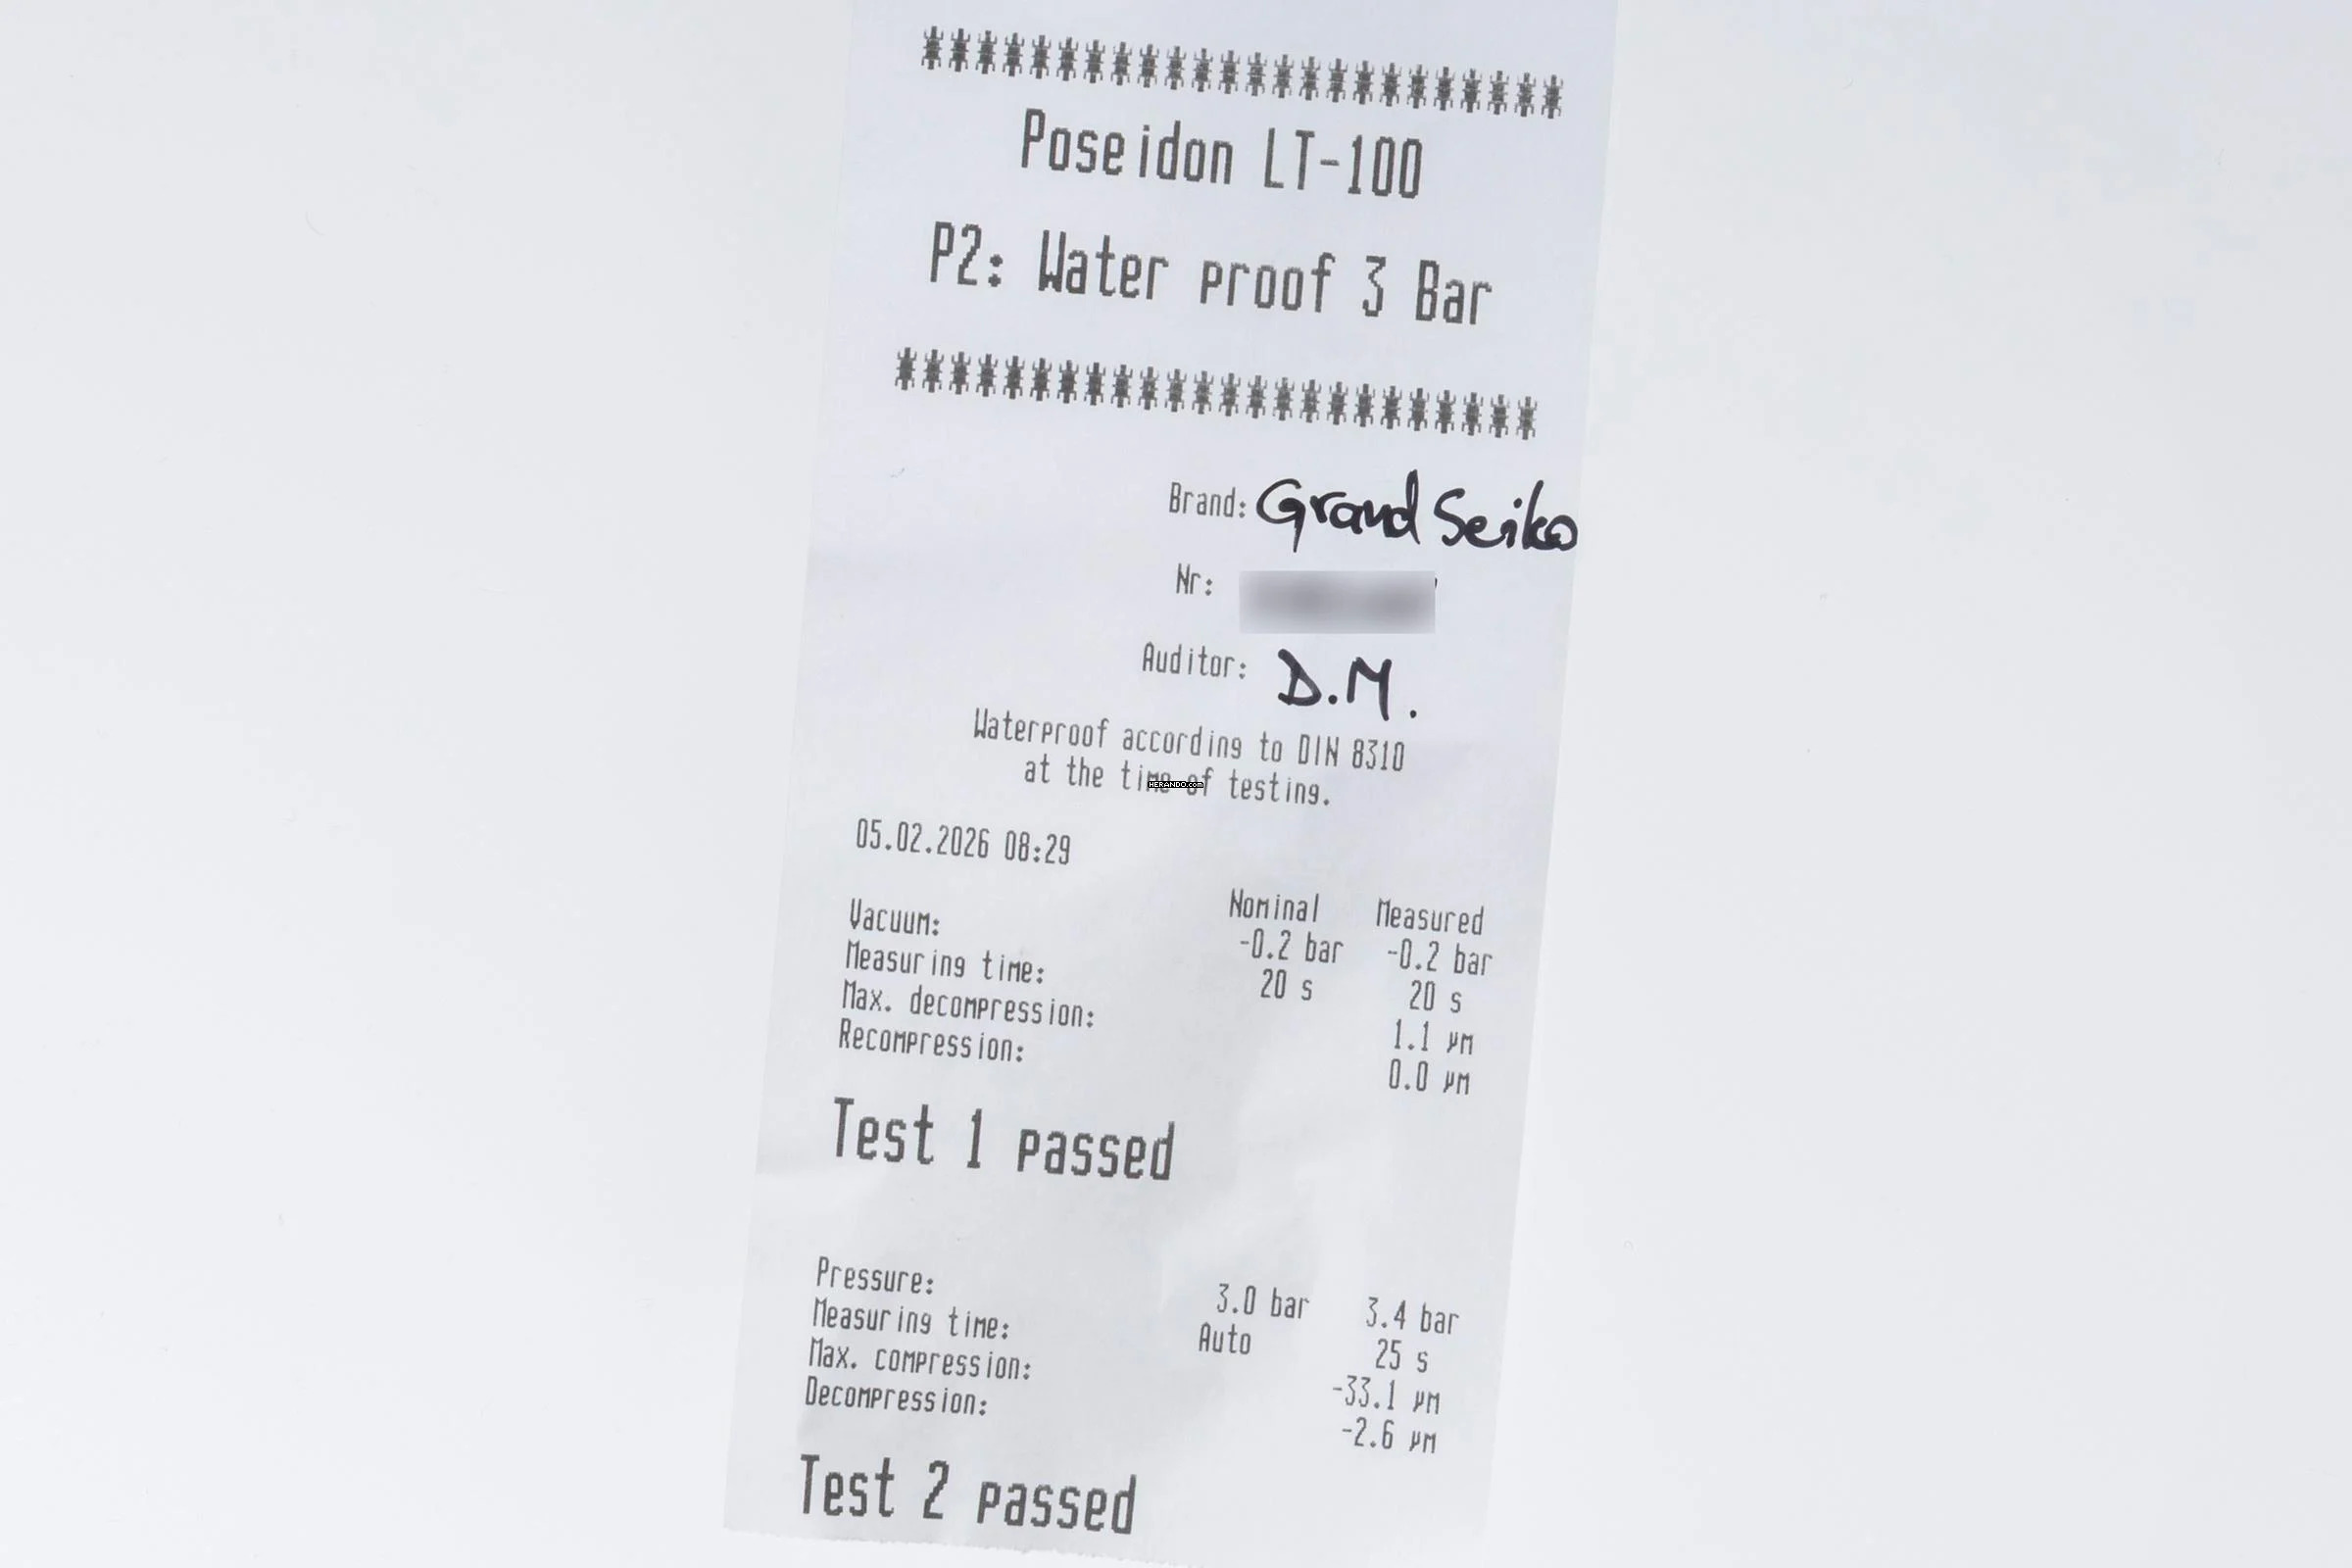 ************************
Poseidon LT-100
P2: Water proof 3 Bar
************************
Brand: Grand Seiko
Nr:
Auditor: D.M.
Waterproof according to DIN 8310
at the time of testing.
HERANDO.com
05.02.2026 08:29
Nominal Measured
Vacuum: -0.2 bar -0.2 bar
Measuring time: 20 s 20 s
Max. decompression: 1.1 µm
Recompression: 0.0 µm
Test 1 passed
Pressure: 3.0 bar 3.4 bar
Measuring time: Auto 25 s
Max. compression: -33.1 µm
Decompression: -2.6 µm
Test 2 passed